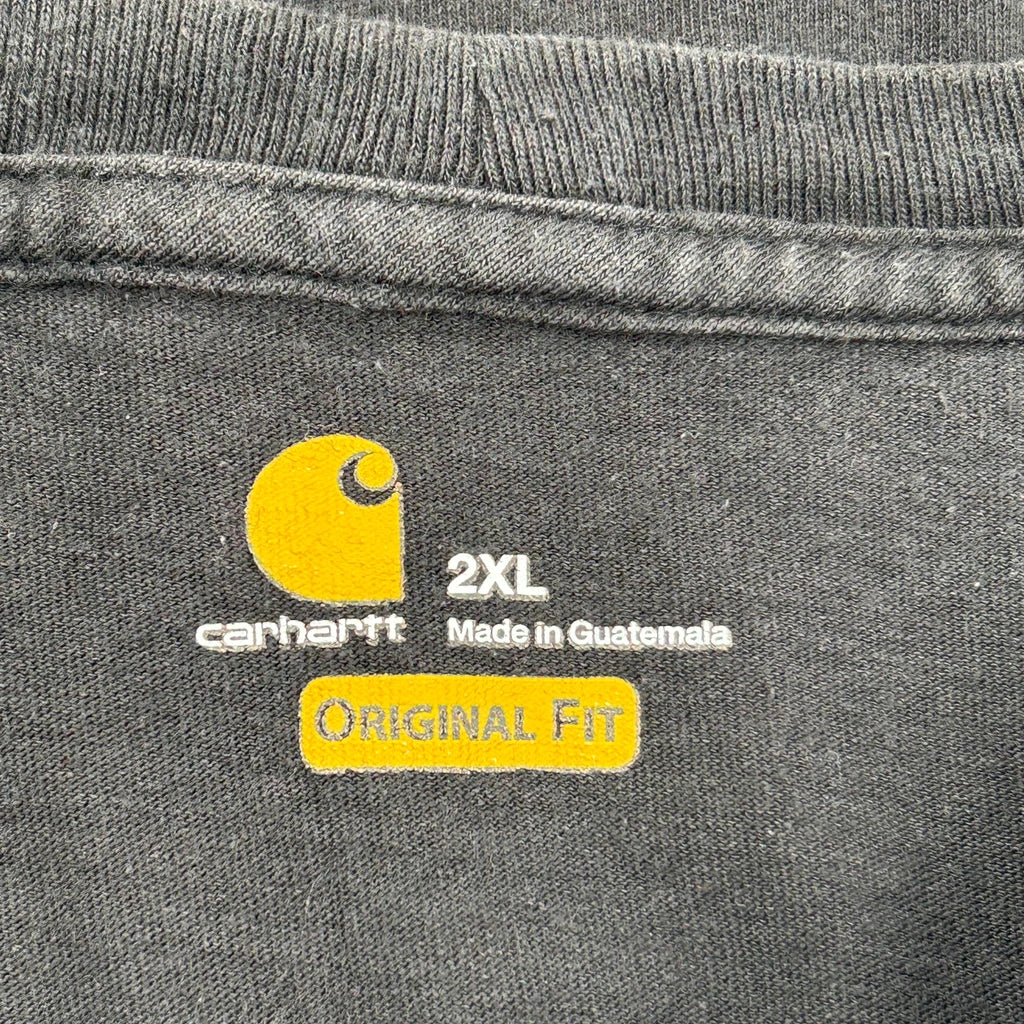 2XL
carhartt
Made in Guatemala
ORIGINAL FIT